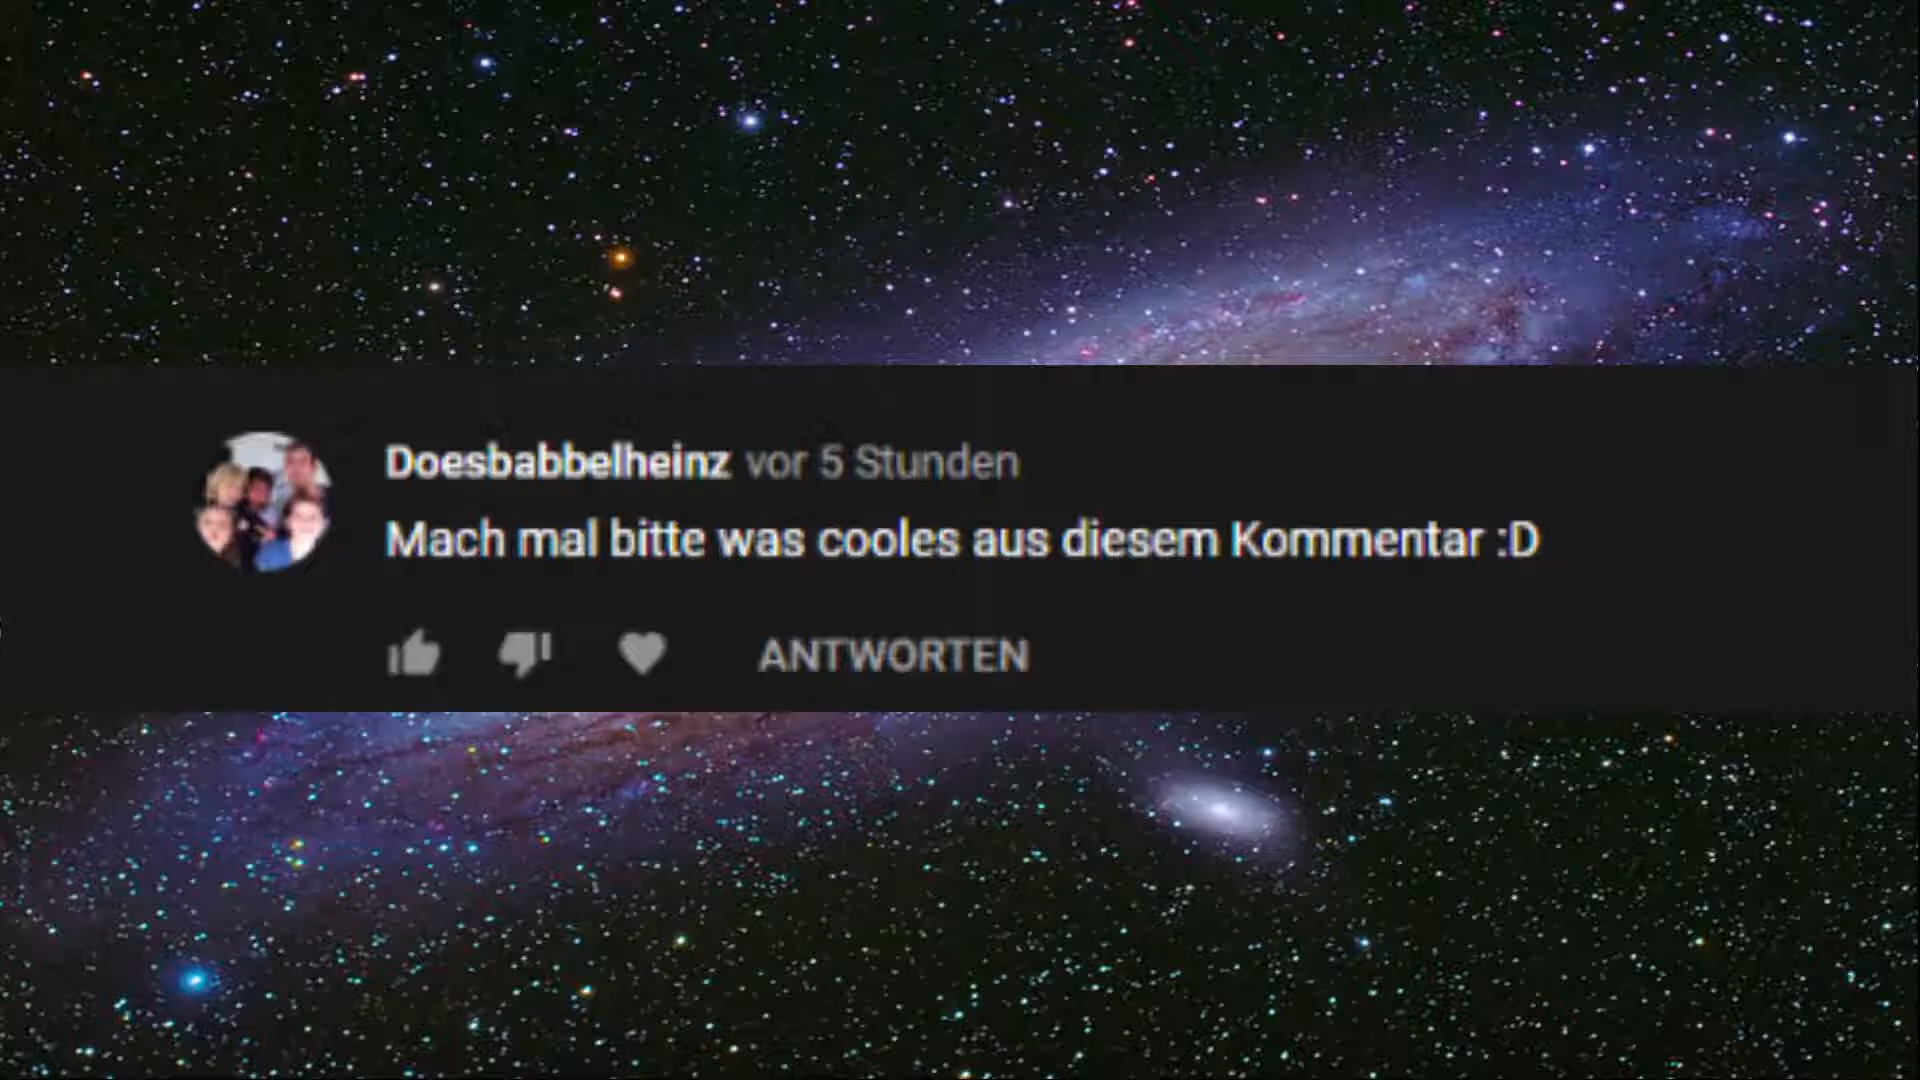 Doesbabbelheinz vor 5 Stunden
Mach mal bitte was cooles aus diesem Kommentar :D
ANTWORTEN